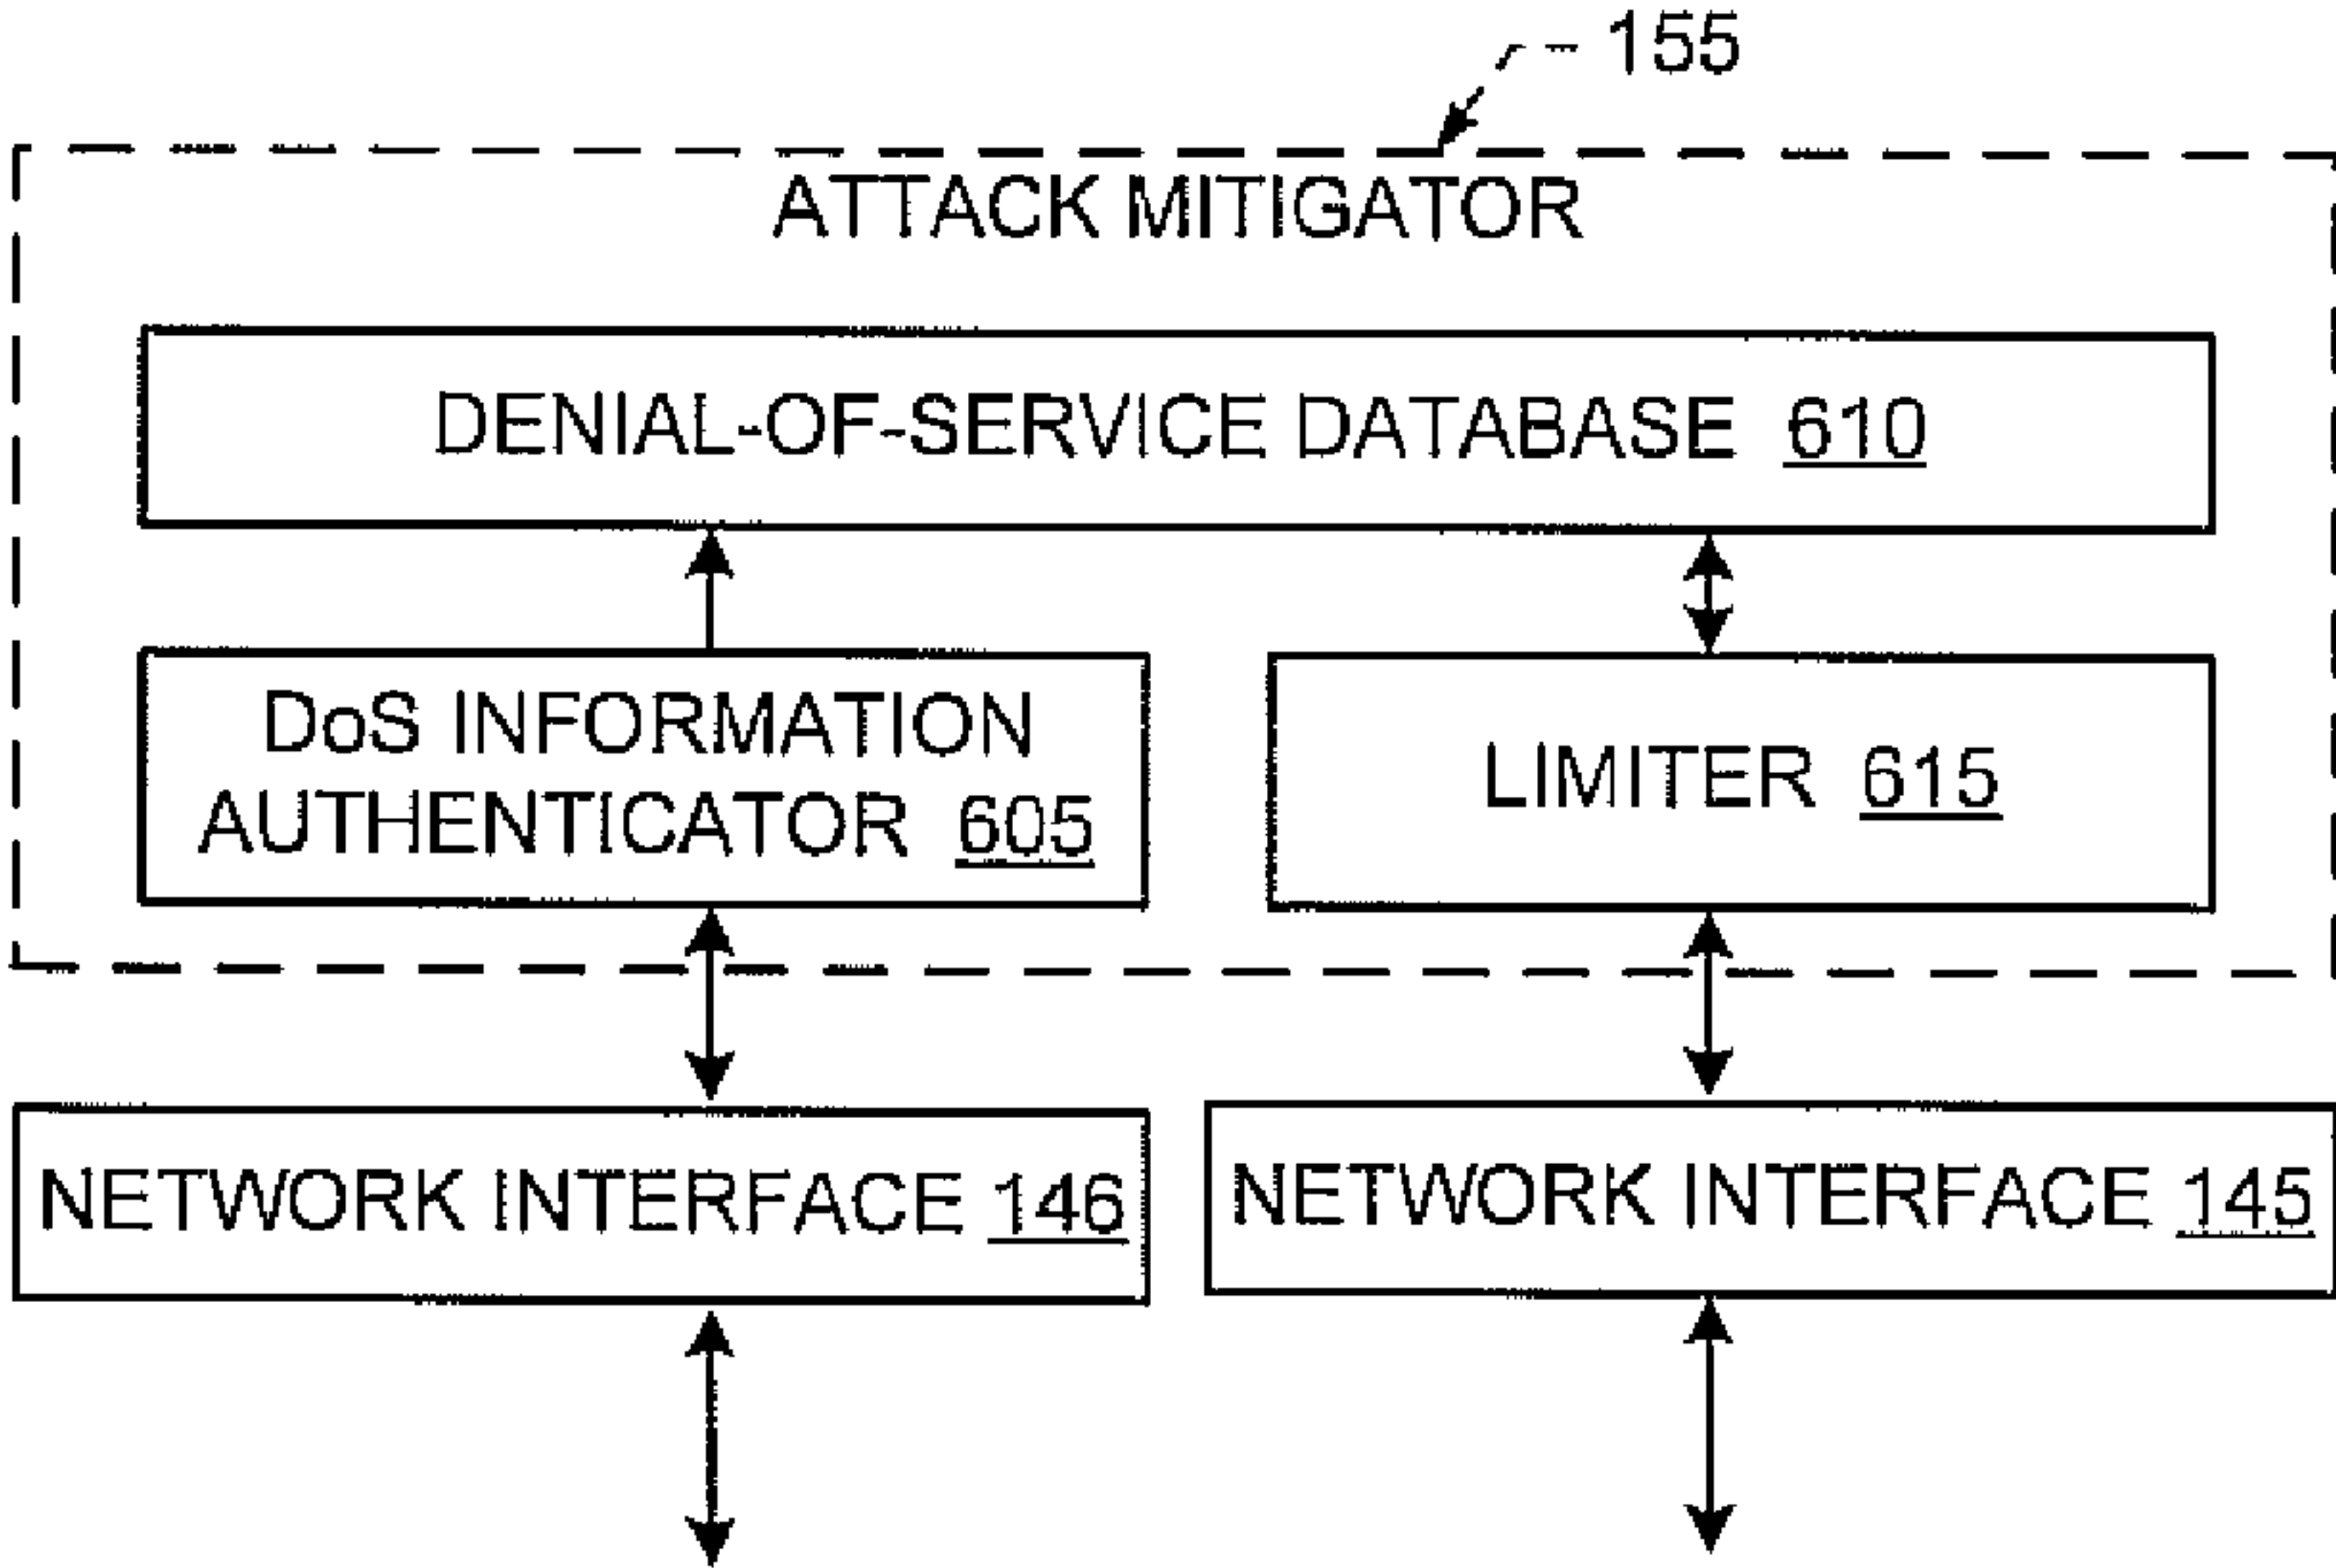 155
ATTACK MITIGATOR
DENIAL-OF-SERVICE DATABASE 610
DoS INFORMATION
AUTHENTICATOR 605
LIMITER 615
NETWORK INTERFACE 146
NETWORK INTERFACE 145